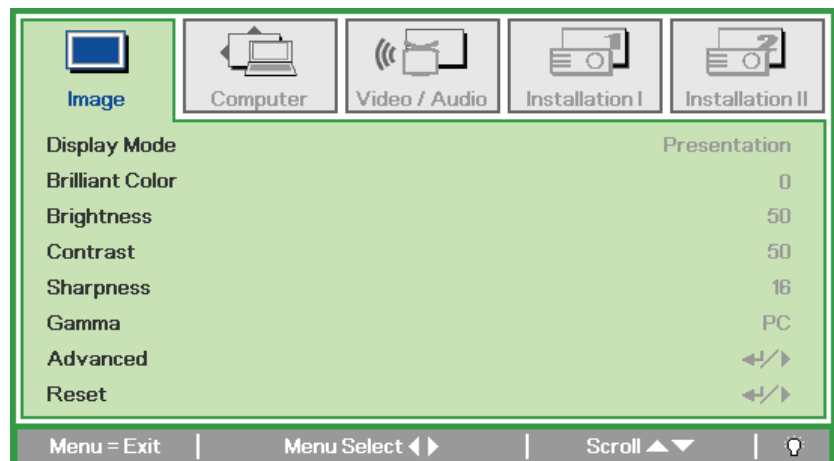 Image Computer Video / Audio Installation I Installation II
Display Mode Presentation
Brilliant Color 0
Brightness 50
Contrast 50
Sharpness 16
Gamma PC
Advanced
Reset
Menu = Exit Menu Select Scroll